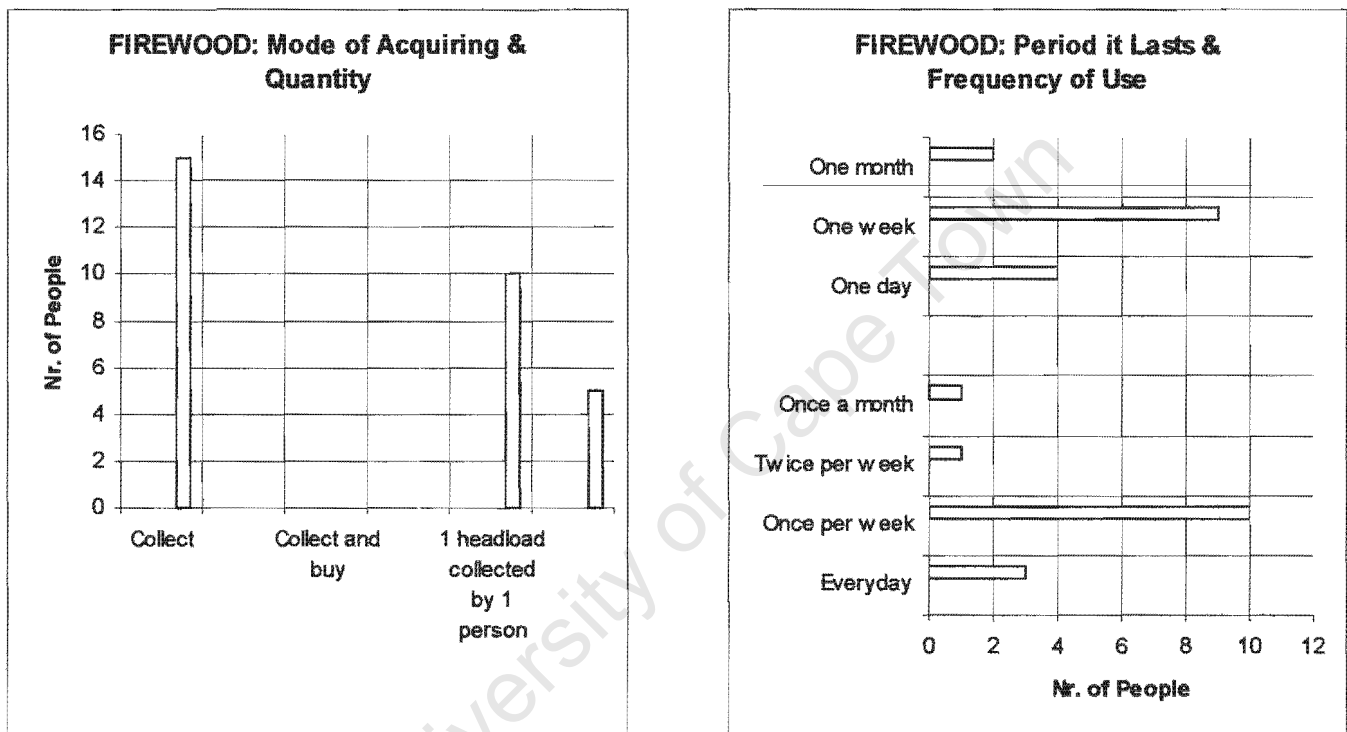 FIREWOOD: Mode of Acquiring &
Quantity
16
14
12
10
8
6
4
2
0
Nr. of People
Collect
Collect and
buy
1 headload
collected
by 1
person
FIREWOOD: Period it Lasts &
Frequency of Use
One month
One week
One day
Once a month
Twice per week
Once per week
Everyday
0 2 4 6 8 10 12
Nr. of People
iversity of Cape Town